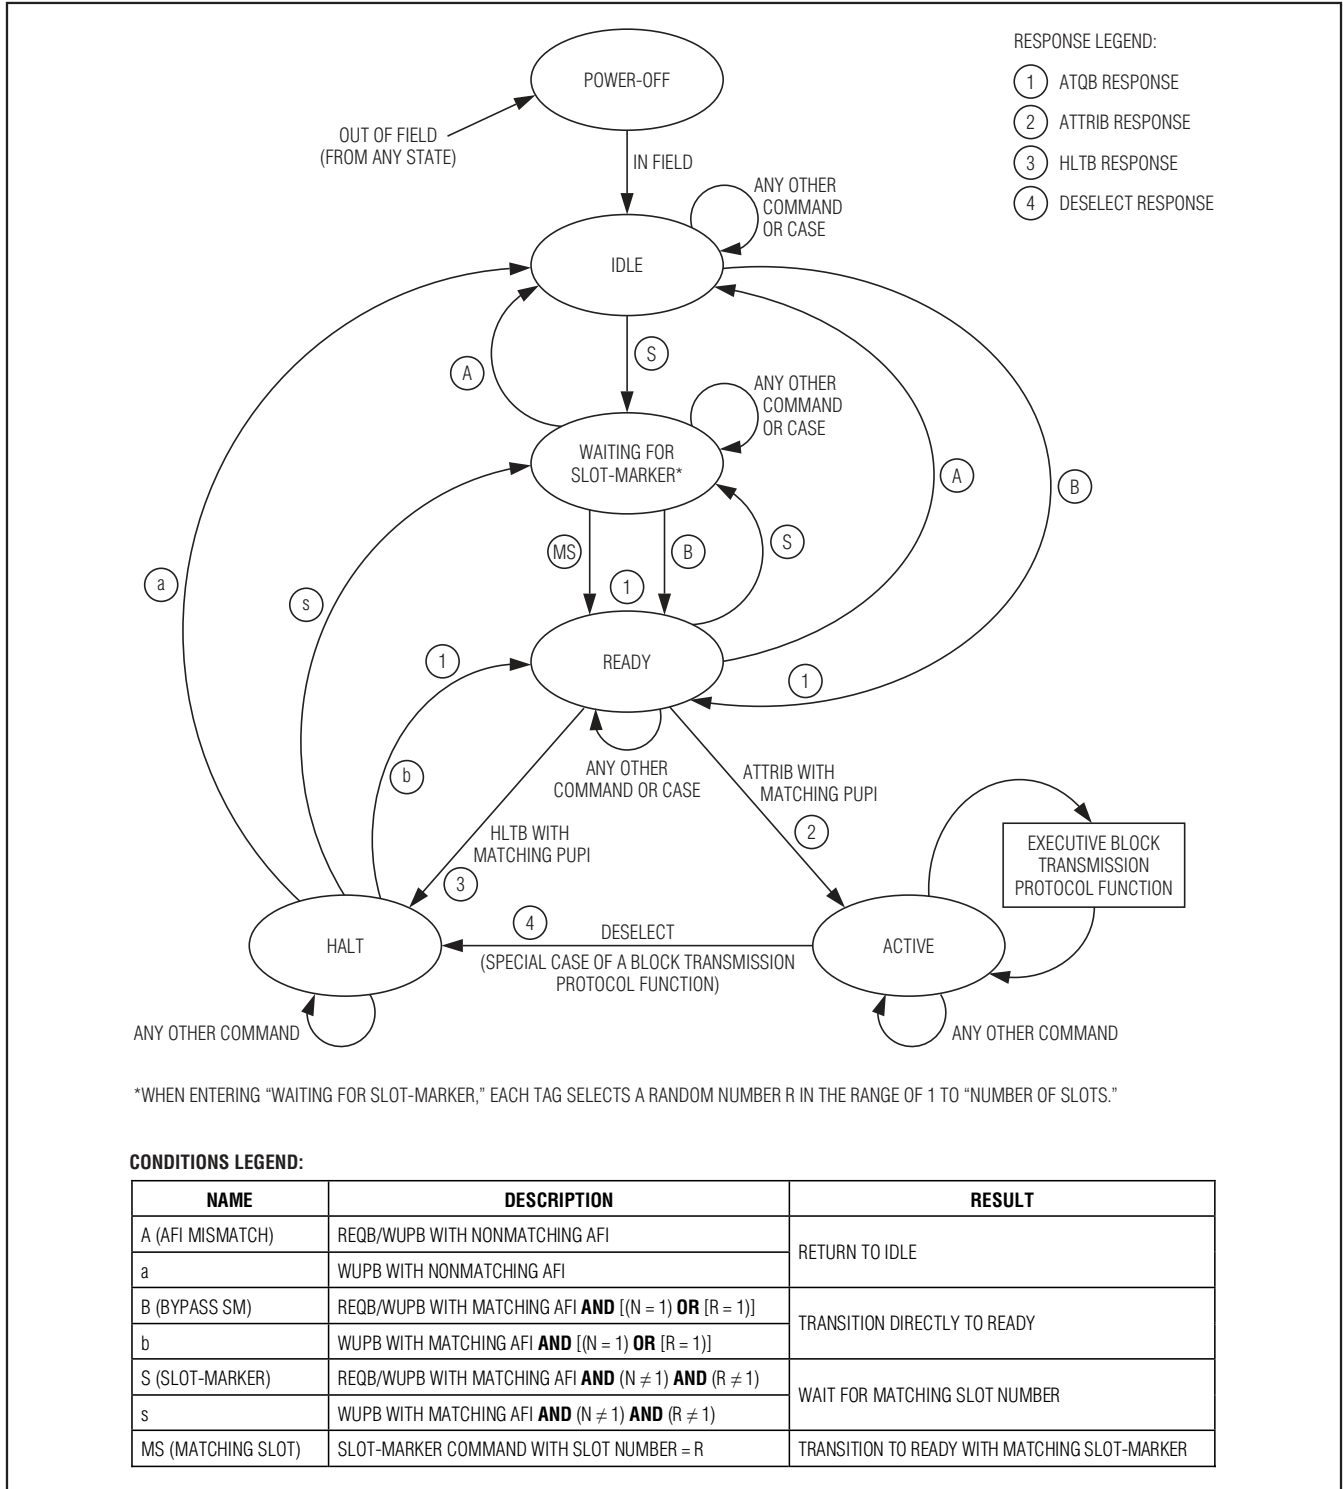 RESPONSE LEGEND:
1 ATQB RESPONSE
2 ATTRIB RESPONSE
3 HLTB RESPONSE
4 DESELECT RESPONSE
POWER-OFF
OUT OF FIELD
(FROM ANY STATE)
IN FIELD
ANY OTHER
COMMAND
OR CASE
IDLE
S
A
ANY OTHER
COMMAND
OR CASE
WAITING FOR
SLOT-MARKER*
A
B
MS
B
S
1
a
s
1
READY
1
b
ANY OTHER
COMMAND OR CASE
ATTRIB WITH
MATCHING PUPI
2
HLTB WITH
MATCHING PUPI
3
EXECUTIVE BLOCK
TRANSMISSION
PROTOCOL FUNCTION
HALT
4
DESELECT
(SPECIAL CASE OF A BLOCK TRANSMISSION
PROTOCOL FUNCTION)
ACTIVE
ANY OTHER COMMAND
ANY OTHER COMMAND
*WHEN ENTERING “WAITING FOR SLOT-MARKER,” EACH TAG SELECTS A RANDOM NUMBER R IN THE RANGE OF 1 TO “NUMBER OF SLOTS.”
CONDITIONS LEGEND:
NAME DESCRIPTION RESULT
A (AFI MISMATCH) REQB/WUPB WITH NONMATCHING AFI
RETURN TO IDLE
a WUPB WITH NONMATCHING AFI
B (BYPASS SM) REQB/WUPB WITH MATCHING AFI AND [(N = 1) OR [R = 1)]
TRANSITION DIRECTLY TO READY
b WUPB WITH MATCHING AFI AND [(N = 1) OR [R = 1)]
S (SLOT-MARKER) REQB/WUPB WITH MATCHING AFI AND (N ≠ 1) AND (R ≠ 1)
WAIT FOR MATCHING SLOT NUMBER
s WUPB WITH MATCHING AFI AND (N ≠ 1) AND (R ≠ 1)
MS (MATCHING SLOT) SLOT-MARKER COMMAND WITH SLOT NUMBER = R TRANSITION TO READY WITH MATCHING SLOT-MARKER